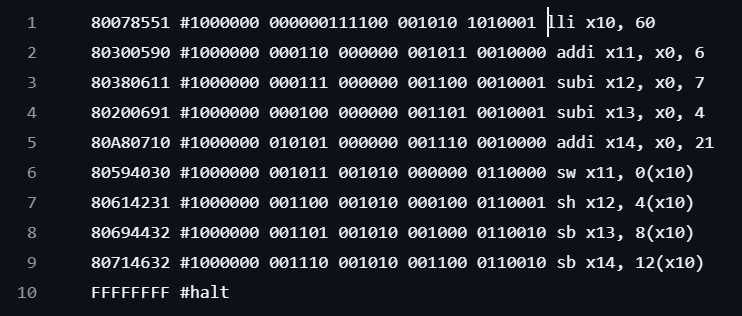 1 80078551 #1000000 000000111100 001010 1010001 lli x10, 60
2 80300590 #1000000 000110 000000 001011 0010000 addi x11, x0, 6
3 80380611 #1000000 000111 000000 001100 0010001 subi x12, x0, 7
4 80200691 #1000000 000100 000000 001101 0010001 subi x13, x0, 4
5 80A80710 #1000000 010101 000000 001110 0010000 addi x14, x0, 21
6 80594030 #1000000 001011 001010 000000 0110000 sw x11, 0(x10)
7 80614231 #1000000 001100 001010 000100 0110001 sh x12, 4(x10)
8 80694432 #1000000 001101 001010 001000 0110010 sb x13, 8(x10)
9 80714632 #1000000 001110 001010 001100 0110010 sb x14, 12(x10)
10 FFFFFFFF #halt